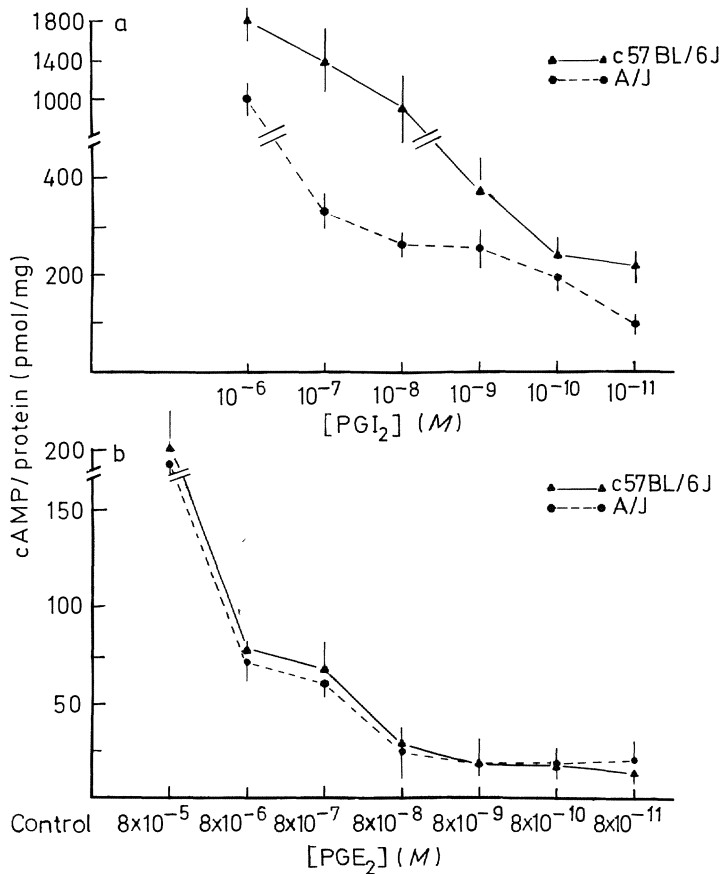 1800
1400
1000
400
200
a
c57BL/6J
A/J
10⁻⁶ 10⁻⁷ 10⁻⁸ 10⁻⁹ 10⁻¹⁰ 10⁻¹¹
[PGI₂] (M)
cAMP/protein (pmol/mg)
200
150
100
50
b
c57BL/6J
A/J
Control 8x10⁻⁵ 8x10⁻⁶ 8x10⁻⁷ 8x10⁻⁸ 8x10⁻⁹ 8x10⁻¹⁰ 8x10⁻¹¹
[PGE₂] (M)